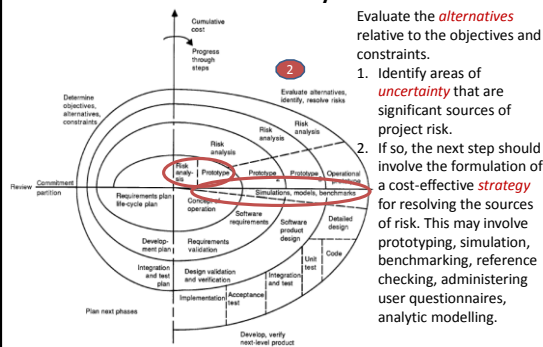 Cumulative
cost
Progress
through
steps
2
Evaluate alternatives,
identify, resolve risks
Determine
objectives,
alternatives,
constraints
Risk
analysis
Risk
analysis
Risk
analysis
Risk
analy-
sis
Prototype
Prototype
Prototype
Operational
Review
Commitment
partition
Simulations, models, benchmarks
Requirements plan
life-cycle plan
Concept of
operation
Software
requirements
Software
product
design
Detailed
design
Develop-
ment plan
Requirements
validation
Integration
and test
plan
Design validation
and verification
Unit
test
Code
Integration
and test
Implementation
Acceptance
test
Plan next phases
Develop, verify
next-level product
Evaluate the alternatives
relative to the objectives and
constraints.
1. Identify areas of
uncertainty that are
significant sources of
project risk.
2. If so, the next step should
involve the formulation of
a cost-effective strategy
for resolving the sources
of risk. This may involve
prototyping, simulation,
benchmarking, reference
checking, administering
user questionnaires,
analytic modelling.